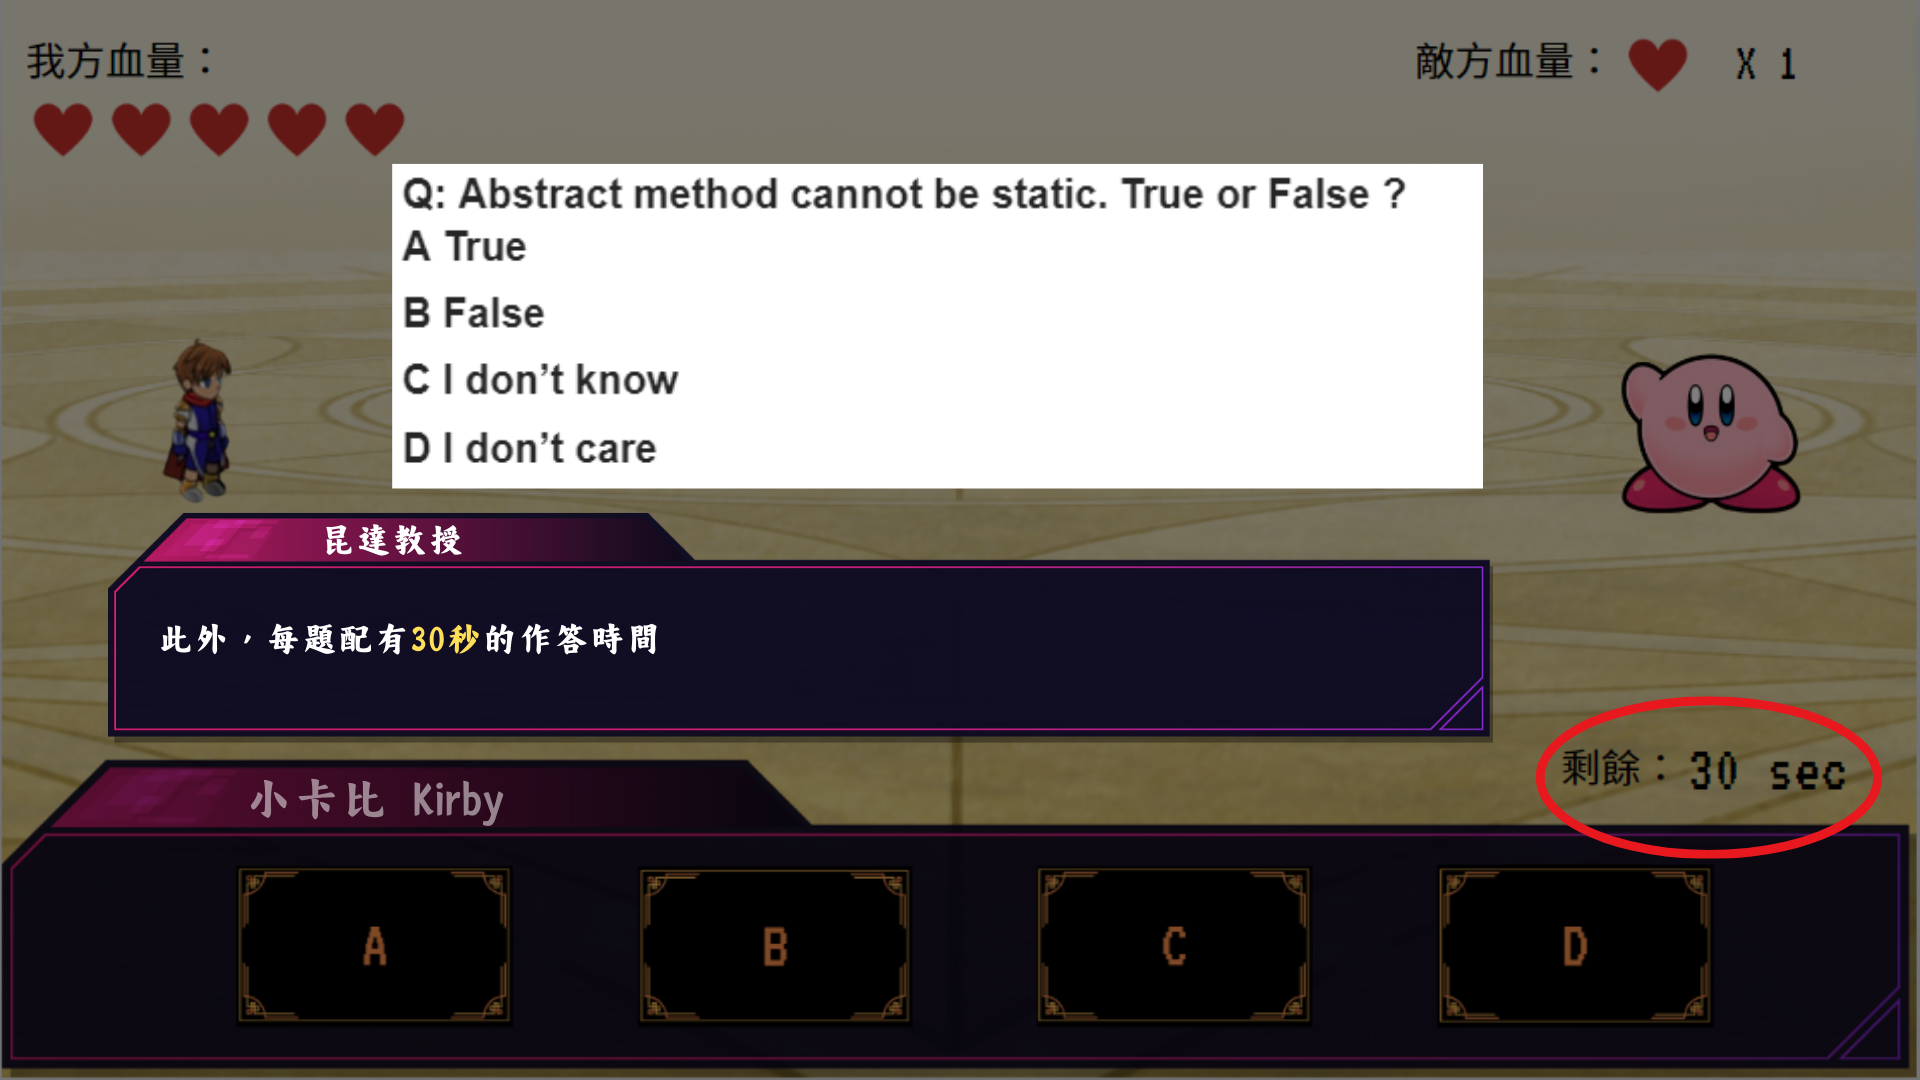 我方血量：
敵方血量： X 1
Q: Abstract method cannot be static. True or False ?
A True
B False
C I don’t know
D I don’t care
昆達教授
此外，每題配有30秒的作答時間
剩餘：30 sec
小卡比 Kirby
A
B
C
D